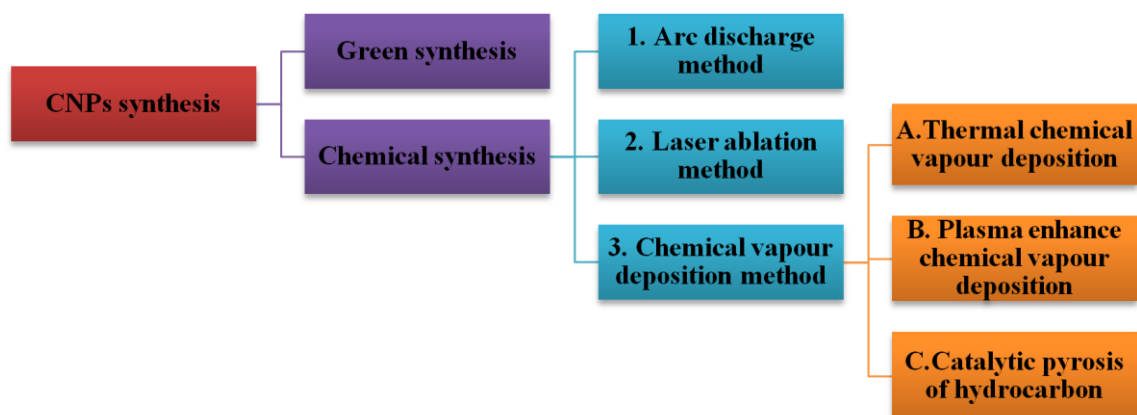 CNPs synthesis
Green synthesis
Chemical synthesis
1. Arc discharge
method
2. Laser ablation
method
3. Chemical vapour
deposition method
A.Thermal chemical
vapour deposition
B. Plasma enhance
chemical vapour
deposition
C.Catalytic pyrosis
of hydrocarbon